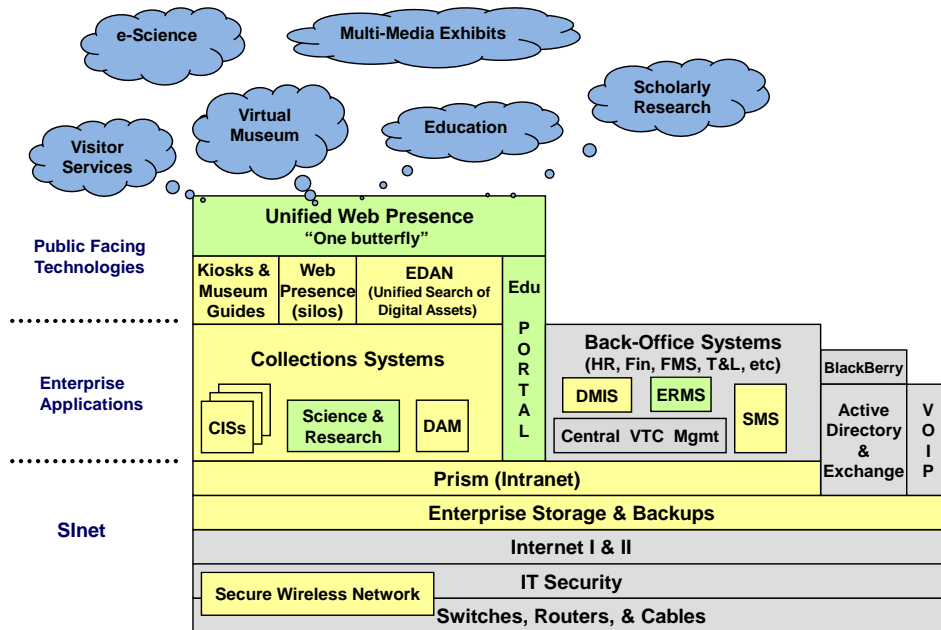 e-Science
Multi-Media Exhibits
Scholarly
Research
Virtual
Museum
Education
Visitor
Services
Unified Web Presence
“One butterfly”
Public Facing
Technologies
Kiosks &
Museum
Guides
Web
Presence
(silos)
EDAN
(Unified Search of
Digital Assets)
Edu
P
O
R
T
A
L
Enterprise
Applications
Collections Systems
CISs
Science &
Research
DAM
Back-Office Systems
(HR, Fin, FMS, T&L, etc)
DMIS
ERMS
SMS
Central VTC Mgmt
BlackBerry
Active
Directory
&
Exchange
V
O
I
P
SInet
Prism (Intranet)
Enterprise Storage & Backups
Internet I & II
IT Security
Secure Wireless Network
Switches, Routers, & Cables